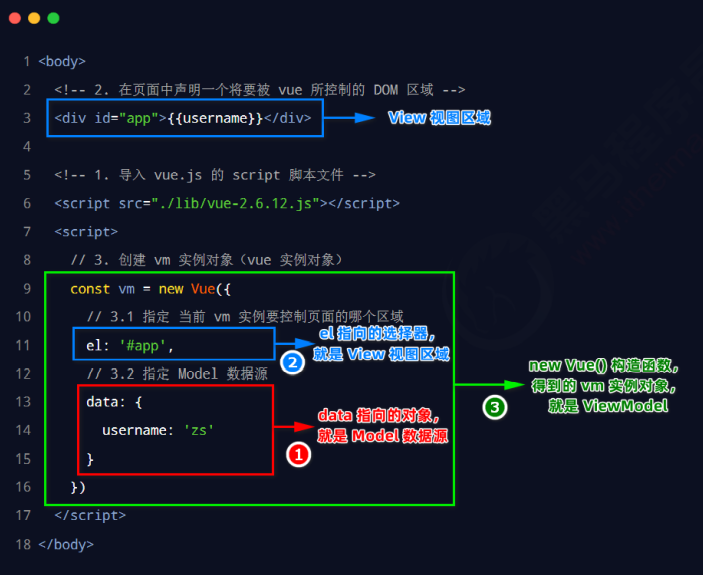 1 <body>
2 <!-- 2. 在页面中声明一个将要被 vue 所控制的 DOM 区域 -->
3 <div id="app">{{username}}</div>
View 视图区域
4
5 <!-- 1. 导入 vue.js 的 script 脚本文件 -->
6 <script src="./lib/vue-2.6.12.js"></script>
7 <script>
8 // 3. 创建 vm 实例对象（vue 实例对象）
9 const vm = new Vue({
10 // 3.1 指定 当前 vm 实例要控制页面的哪个区域
11 el: '#app',
2
el 指向的选择器，
就是 View 视图区域
12 // 3.2 指定 Model 数据源
13 data: {
14 username: 'zs'
15 }
1
data 指向的对象，
就是 Model 数据源
16 })
3
new Vue() 构造函数，
得到的 vm 实例对象，
就是 ViewModel
17 </script>
18 </body>
黑马程序员